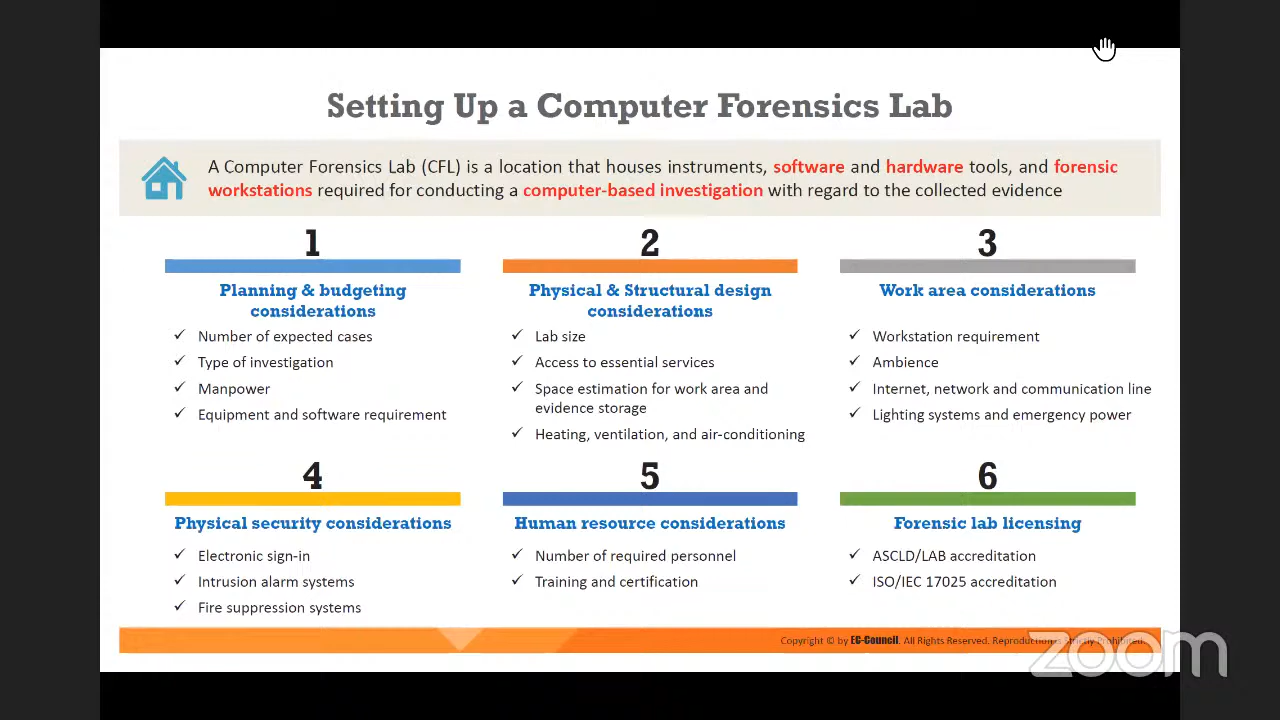 Setting Up a Computer Forensics Lab
A Computer Forensics Lab (CFL) is a location that houses instruments, software and hardware tools, and forensic
workstations required for conducting a computer-based investigation with regard to the collected evidence
1
Planning & budgeting
considerations
✓ Number of expected cases
✓ Type of investigation
✓ Manpower
✓ Equipment and software requirement
2
Physical & Structural design
considerations
✓ Lab size
✓ Access to essential services
✓ Space estimation for work area and
evidence storage
✓ Heating, ventilation, and air-conditioning
3
Work area considerations
✓ Workstation requirement
✓ Ambience
✓ Internet, network and communication line
✓ Lighting systems and emergency power
4
Physical security considerations
✓ Electronic sign-in
✓ Intrusion alarm systems
✓ Fire suppression systems
5
Human resource considerations
✓ Number of required personnel
✓ Training and certification
6
Forensic lab licensing
✓ ASCLD/LAB accreditation
✓ ISO/IEC 17025 accreditation
Copyright © by EC-Council. All Rights Reserved. Reproduction is Strictly Prohibited.
zoom